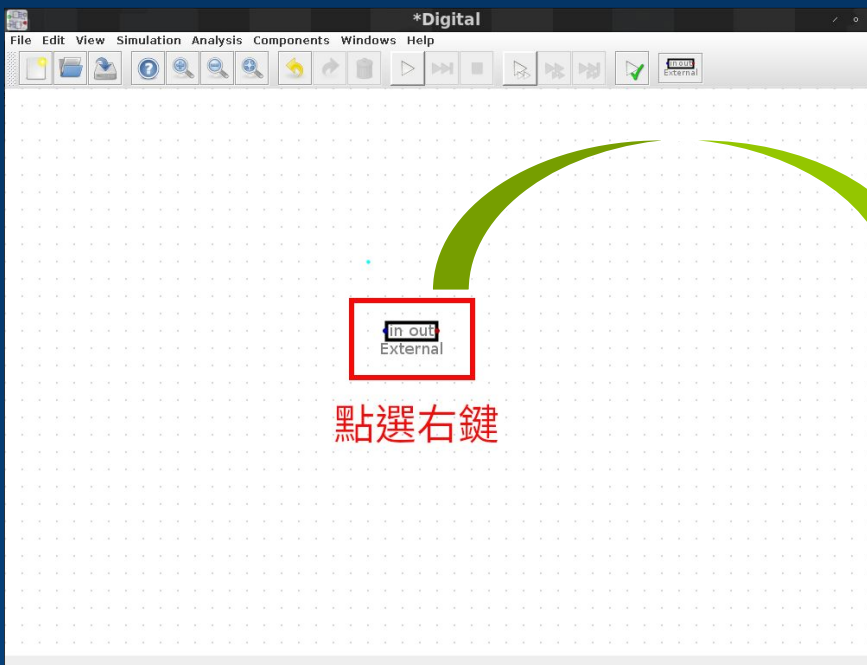 *Digital
File Edit View Simulation Analysis Components Windows Help
in out
External
in out
External
點選右鍵